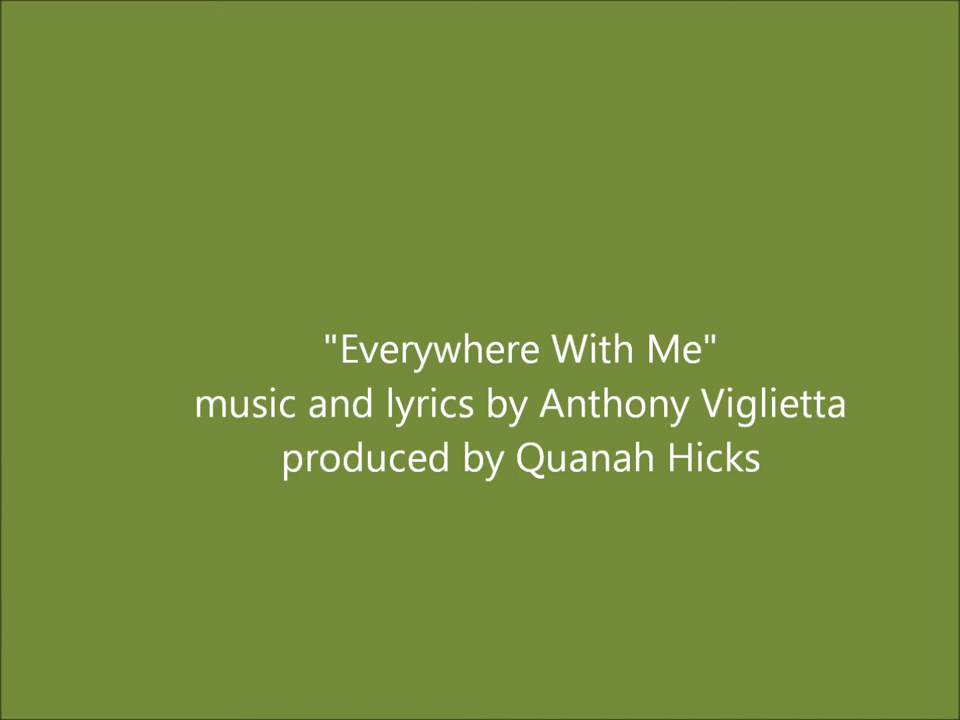 "Everywhere With Me"
music and lyrics by Anthony Viglietta
produced by Quanah Hicks